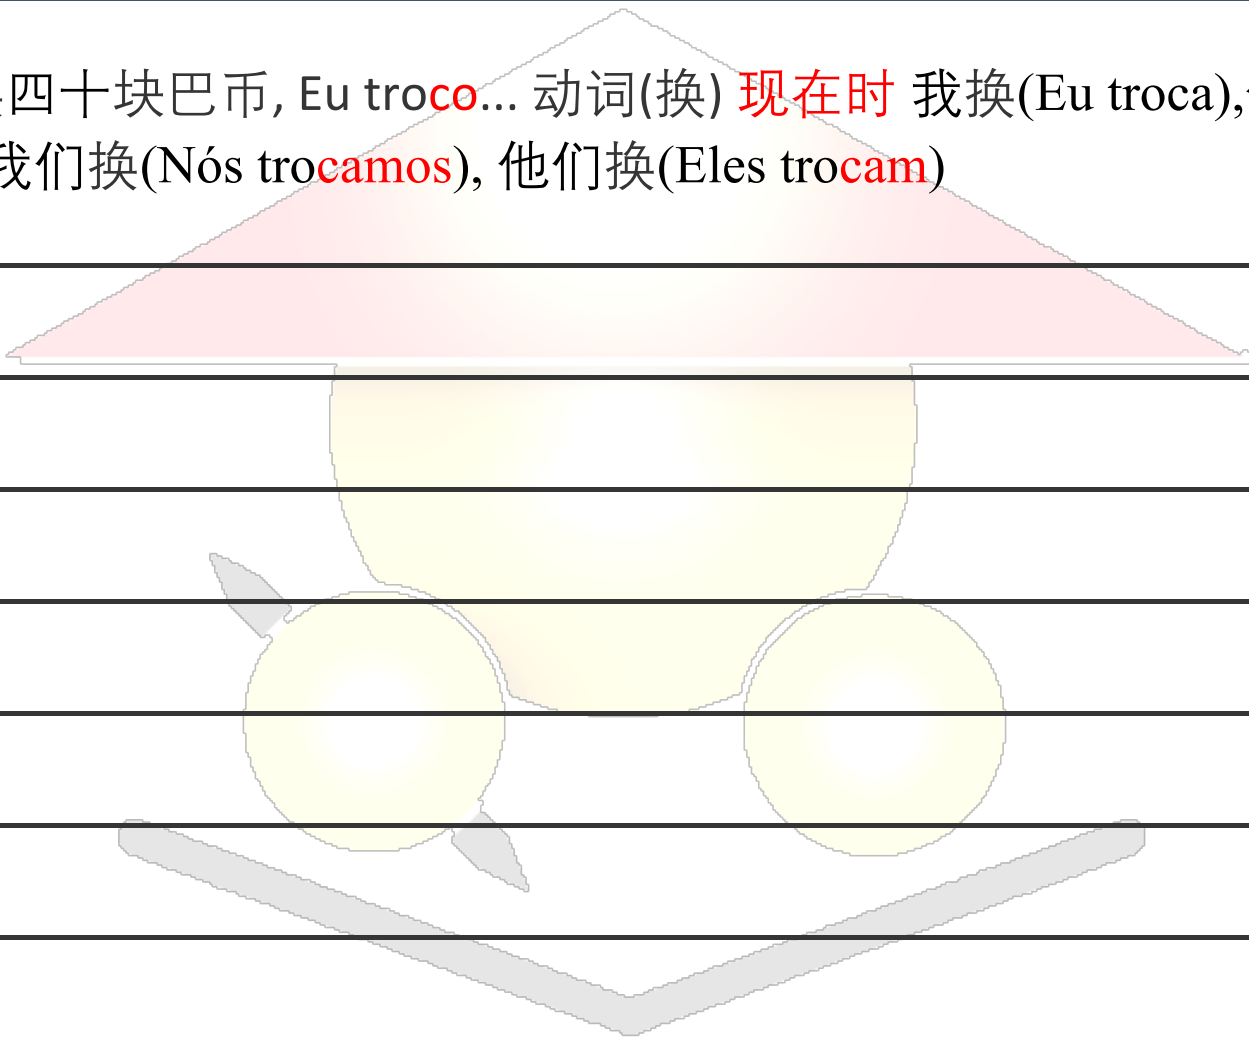 四十块巴币, Eu troco... 动词(换) 现在时 我换(Eu troca),
我们换(Nós trocamos), 他们换(Eles trocam)